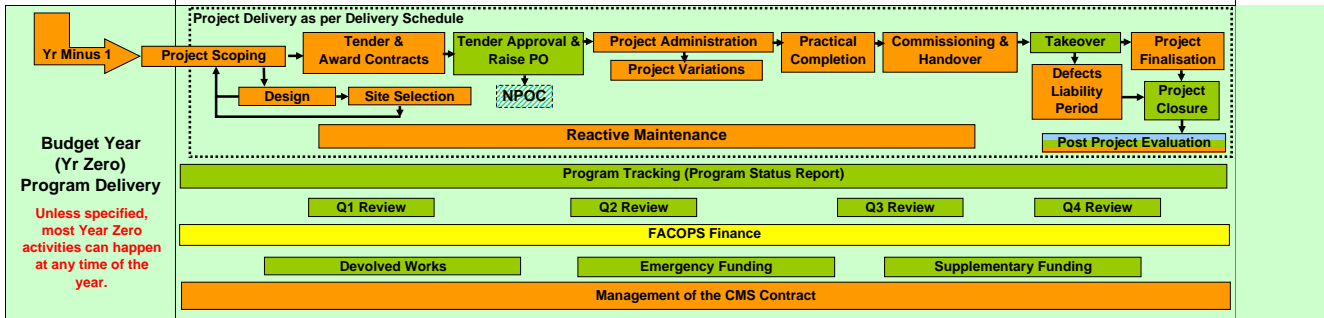 Project Delivery as per Delivery Schedule
Yr Minus 1
Project Scoping
Tender &
Award Contracts
Tender Approval &
Raise PO
Project Administration
Project Variations
Practical
Completion
Commissioning &
Handover
Takeover
Project
Finalisation
Design
Site Selection
NPOC
Defects
Liability
Period
Project
Closure
Reactive Maintenance
Post Project Evaluation
Budget Year
(Yr Zero)
Program Delivery
Unless specified,
most Year Zero
activities can happen
at any time of the
year.
Program Tracking (Program Status Report)
Q1 Review
Q2 Review
Q3 Review
Q4 Review
FACOPS Finance
Devolved Works
Emergency Funding
Supplementary Funding
Management of the CMS Contract